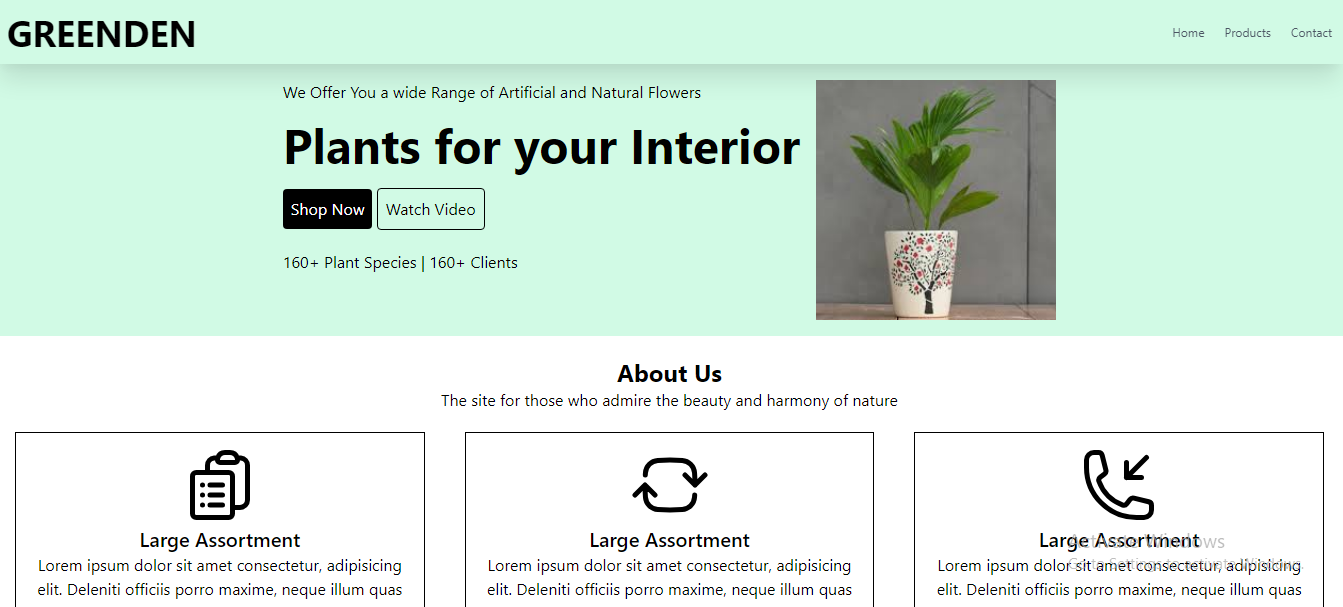 GREENDEN
Home Products Contact
We Offer You a wide Range of Artificial and Natural Flowers
Plants for your Interior
Shop Now Watch Video
160+ Plant Species | 160+ Clients
About Us
The site for those who admire the beauty and harmony of nature
Large Assortment
Lorem ipsum dolor sit amet consectetur, adipisicing
elit. Deleniti officiis porro maxime, neque illum quas
Large Assortment
Lorem ipsum dolor sit amet consectetur, adipisicing
elit. Deleniti officiis porro maxime, neque illum quas
Large Assortment
Lorem ipsum dolor sit amet consectetur, adipisicing
elit. Deleniti officiis porro maxime, neque illum quas
Activate Windows
Go to Settings to activate Windows.